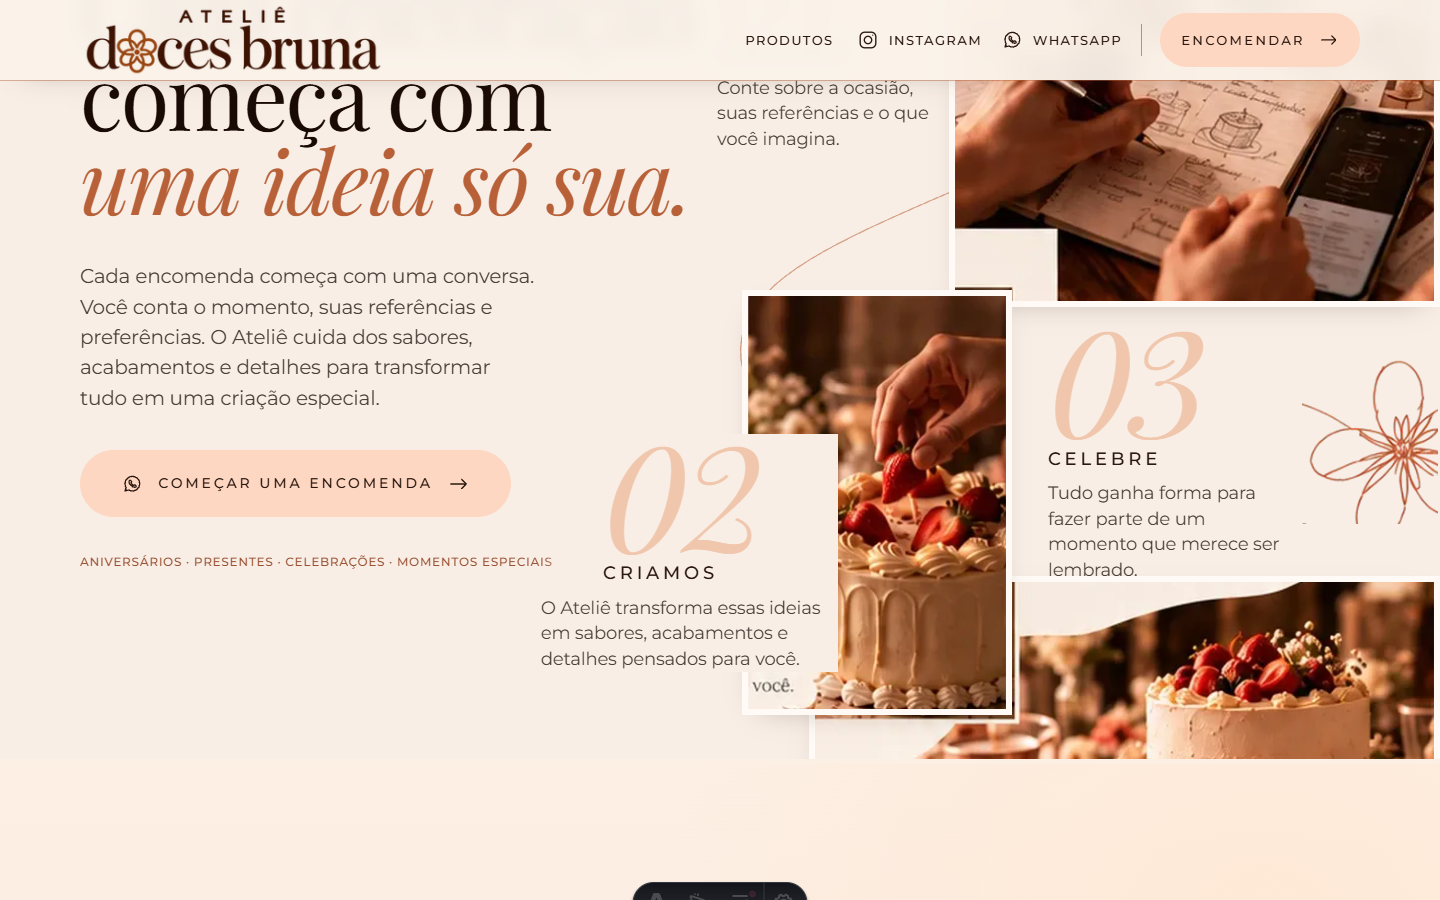 ATELIÊ
doces bruna
PRODUTOS
INSTAGRAM
WHATSAPP
ENCOMENDAR
começa com
uma ideia só sua.
Cada encomenda começa com uma conversa.
Você conta o momento, suas referências e
preferências. O Ateliê cuida dos sabores,
acabamentos e detalhes para transformar
tudo em uma criação especial.
COMEÇAR UMA ENCOMENDA
ANIVERSÁRIOS · PRESENTES · CELEBRAÇÕES · MOMENTOS ESPECIAIS
Conte sobre a ocasião,
suas referências e o que
você imagina.
02
CRIAMOS
O Ateliê transforma essas ideias
em sabores, acabamentos e
detalhes pensados para você.
você.
03
CELEBRE
Tudo ganha forma para
fazer parte de um
momento que merece ser
lembrado.